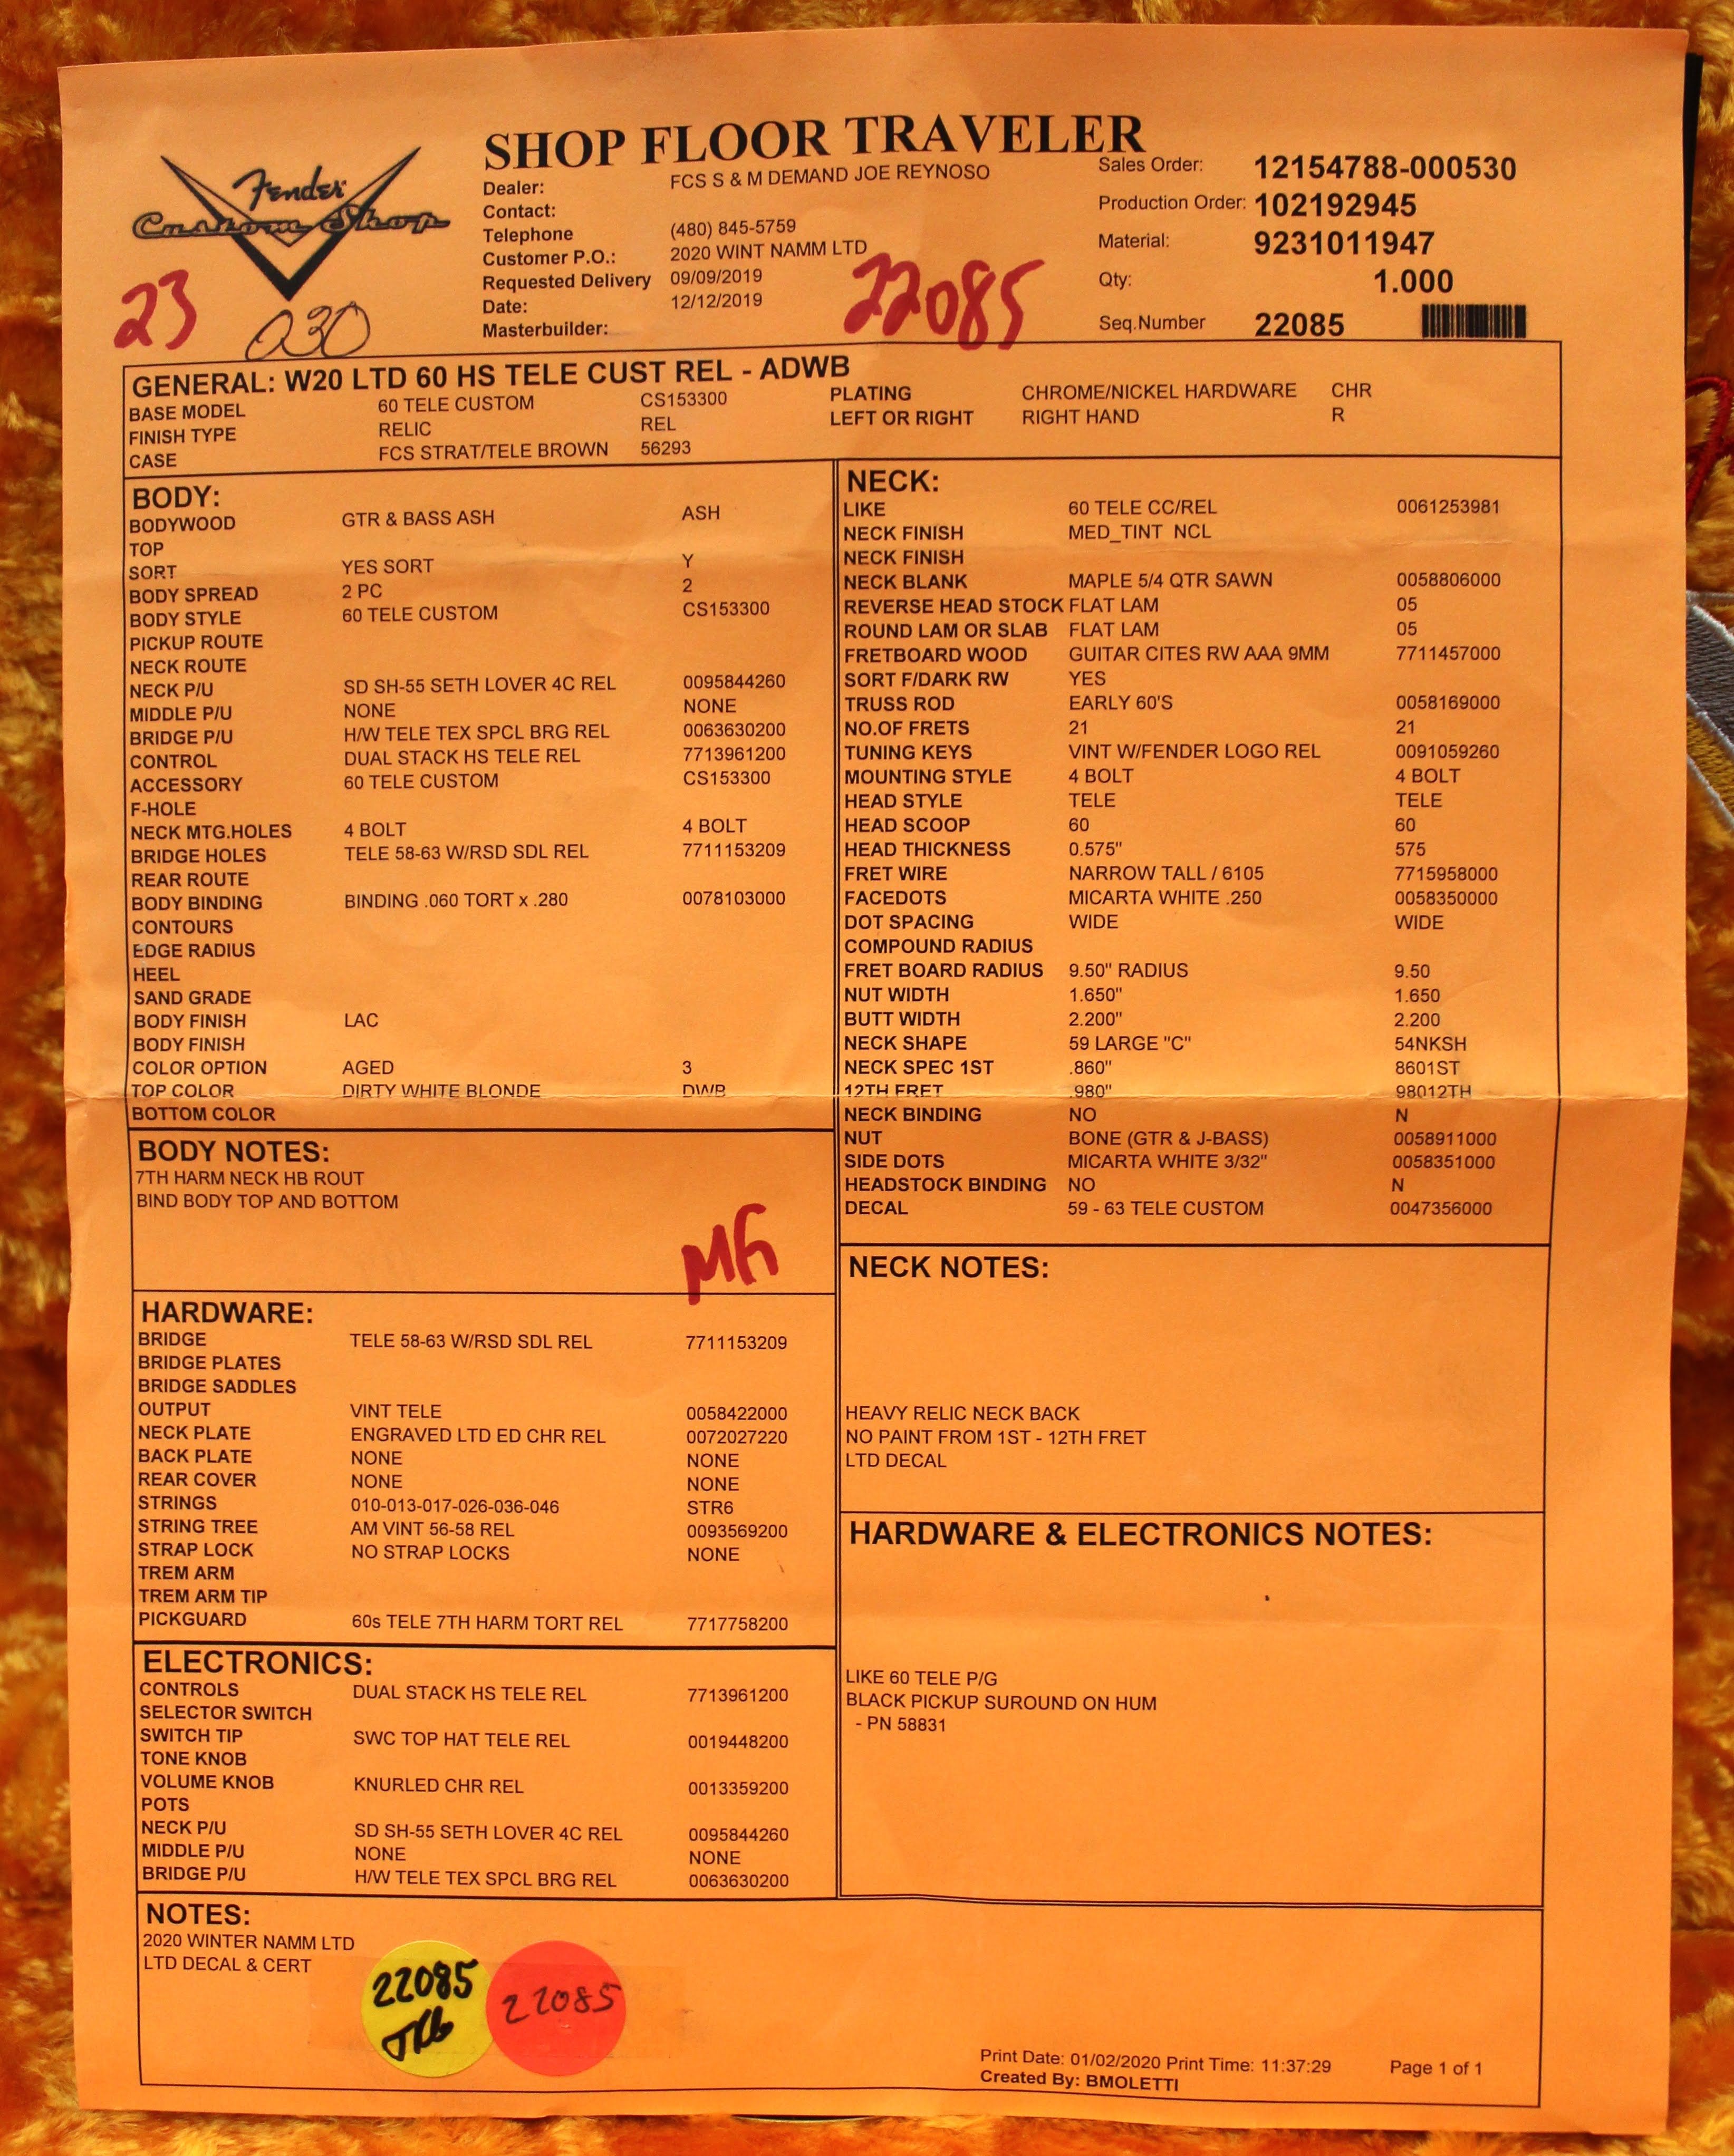 SHOP FLOOR TRAVELER
Fender
Custom Shop
Dealer: FCS S & M DEMAND JOE REYNOSO
Contact:
Telephone (480) 845-5759
Customer P.O.: 2020 WINT NAMM LTD
Requested Delivery 09/09/2019
Date: 12/12/2019
Masterbuilder:
Sales Order: 12154788-000530
Production Order: 102192945
Material: 9231011947
Qty: 1.000
Seq.Number 22085
23
030
22085
GENERAL: W20 LTD 60 HS TELE CUST REL - ADWB
BASE MODEL 60 TELE CUSTOM CS153300
FINISH TYPE RELIC REL
CASE FCS STRAT/TELE BROWN 56293
PLATING CHROME/NICKEL HARDWARE CHR
LEFT OR RIGHT RIGHT HAND R
BODY:
BODYWOOD GTR & BASS ASH ASH
TOP
SORT YES SORT Y
BODY SPREAD 2 PC 2
BODY STYLE 60 TELE CUSTOM CS153300
PICKUP ROUTE
NECK ROUTE
NECK P/U SD SH-55 SETH LOVER 4C REL 0095844260
MIDDLE P/U NONE NONE
BRIDGE P/U H/W TELE TEX SPCL BRG REL 0063630200
CONTROL DUAL STACK HS TELE REL 7713961200
ACCESSORY 60 TELE CUSTOM CS153300
F-HOLE
NECK MTG.HOLES 4 BOLT 4 BOLT
BRIDGE HOLES TELE 58-63 W/RSD SDL REL 7711153209
REAR ROUTE
BODY BINDING BINDING .060 TORT x .280 0078103000
CONTOURS
EDGE RADIUS
HEEL
SAND GRADE
BODY FINISH LAC
BODY FINISH
COLOR OPTION AGED 3
TOP COLOR DIRTY WHITE BLONDE DWB
BOTTOM COLOR
BODY NOTES:
7TH HARM NECK HB ROUT
BIND BODY TOP AND BOTTOM
HARDWARE:
BRIDGE TELE 58-63 W/RSD SDL REL 7711153209
BRIDGE PLATES
BRIDGE SADDLES
OUTPUT VINT TELE 0058422000
NECK PLATE ENGRAVED LTD ED CHR REL 0072027220
BACK PLATE NONE NONE
REAR COVER NONE NONE
STRINGS 010-013-017-026-036-046 STR6
STRING TREE AM VINT 56-58 REL 0093569200
STRAP LOCK NO STRAP LOCKS NONE
TREM ARM
TREM ARM TIP
PICKGUARD 60s TELE 7TH HARM TORT REL 7717758200
ELECTRONICS:
CONTROLS DUAL STACK HS TELE REL 7713961200
SELECTOR SWITCH
SWITCH TIP SWC TOP HAT TELE REL 0019448200
TONE KNOB
VOLUME KNOB KNURLED CHR REL 0013359200
POTS
NECK P/U SD SH-55 SETH LOVER 4C REL 0095844260
MIDDLE P/U NONE NONE
BRIDGE P/U H/W TELE TEX SPCL BRG REL 0063630200
NECK:
LIKE 60 TELE CC/REL 0061253981
NECK FINISH MED_TINT NCL
NECK FINISH
NECK BLANK MAPLE 5/4 QTR SAWN 0058806000
REVERSE HEAD STOCK FLAT LAM 05
ROUND LAM OR SLAB FLAT LAM 05
FRETBOARD WOOD GUITAR CITES RW AAA 9MM 7711457000
SORT F/DARK RW YES
TRUSS ROD EARLY 60'S 0058169000
NO.OF FRETS 21 21
TUNING KEYS VINT W/FENDER LOGO REL 0091059260
MOUNTING STYLE 4 BOLT 4 BOLT
HEAD STYLE TELE TELE
HEAD SCOOP 60 60
HEAD THICKNESS 0.575" 575
FRET WIRE NARROW TALL / 6105 7715958000
FACEDOTS MICARTA WHITE .250 0058350000
DOT SPACING WIDE WIDE
COMPOUND RADIUS
FRET BOARD RADIUS 9.50" RADIUS 9.50
NUT WIDTH 1.650" 1.650
BUTT WIDTH 2.200" 2.200
NECK SHAPE 59 LARGE "C" 54NKSH
NECK SPEC 1ST .860" 8601ST
12TH FRET .980" 98012TH
NECK BINDING NO N
NUT BONE (GTR & J-BASS) 0058911000
SIDE DOTS MICARTA WHITE 3/32" 0058351000
HEADSTOCK BINDING NO N
DECAL 59 - 63 TELE CUSTOM 0047356000
NECK NOTES:
HEAVY RELIC NECK BACK
NO PAINT FROM 1ST - 12TH FRET
LTD DECAL
HARDWARE & ELECTRONICS NOTES:
LIKE 60 TELE P/G
BLACK PICKUP SUROUND ON HUM
- PN 58831
NOTES:
2020 WINTER NAMM LTD
LTD DECAL & CERT
22085
22085
Print Date: 01/02/2020 Print Time: 11:37:29 Page 1 of 1
Created By: BMOLETTI